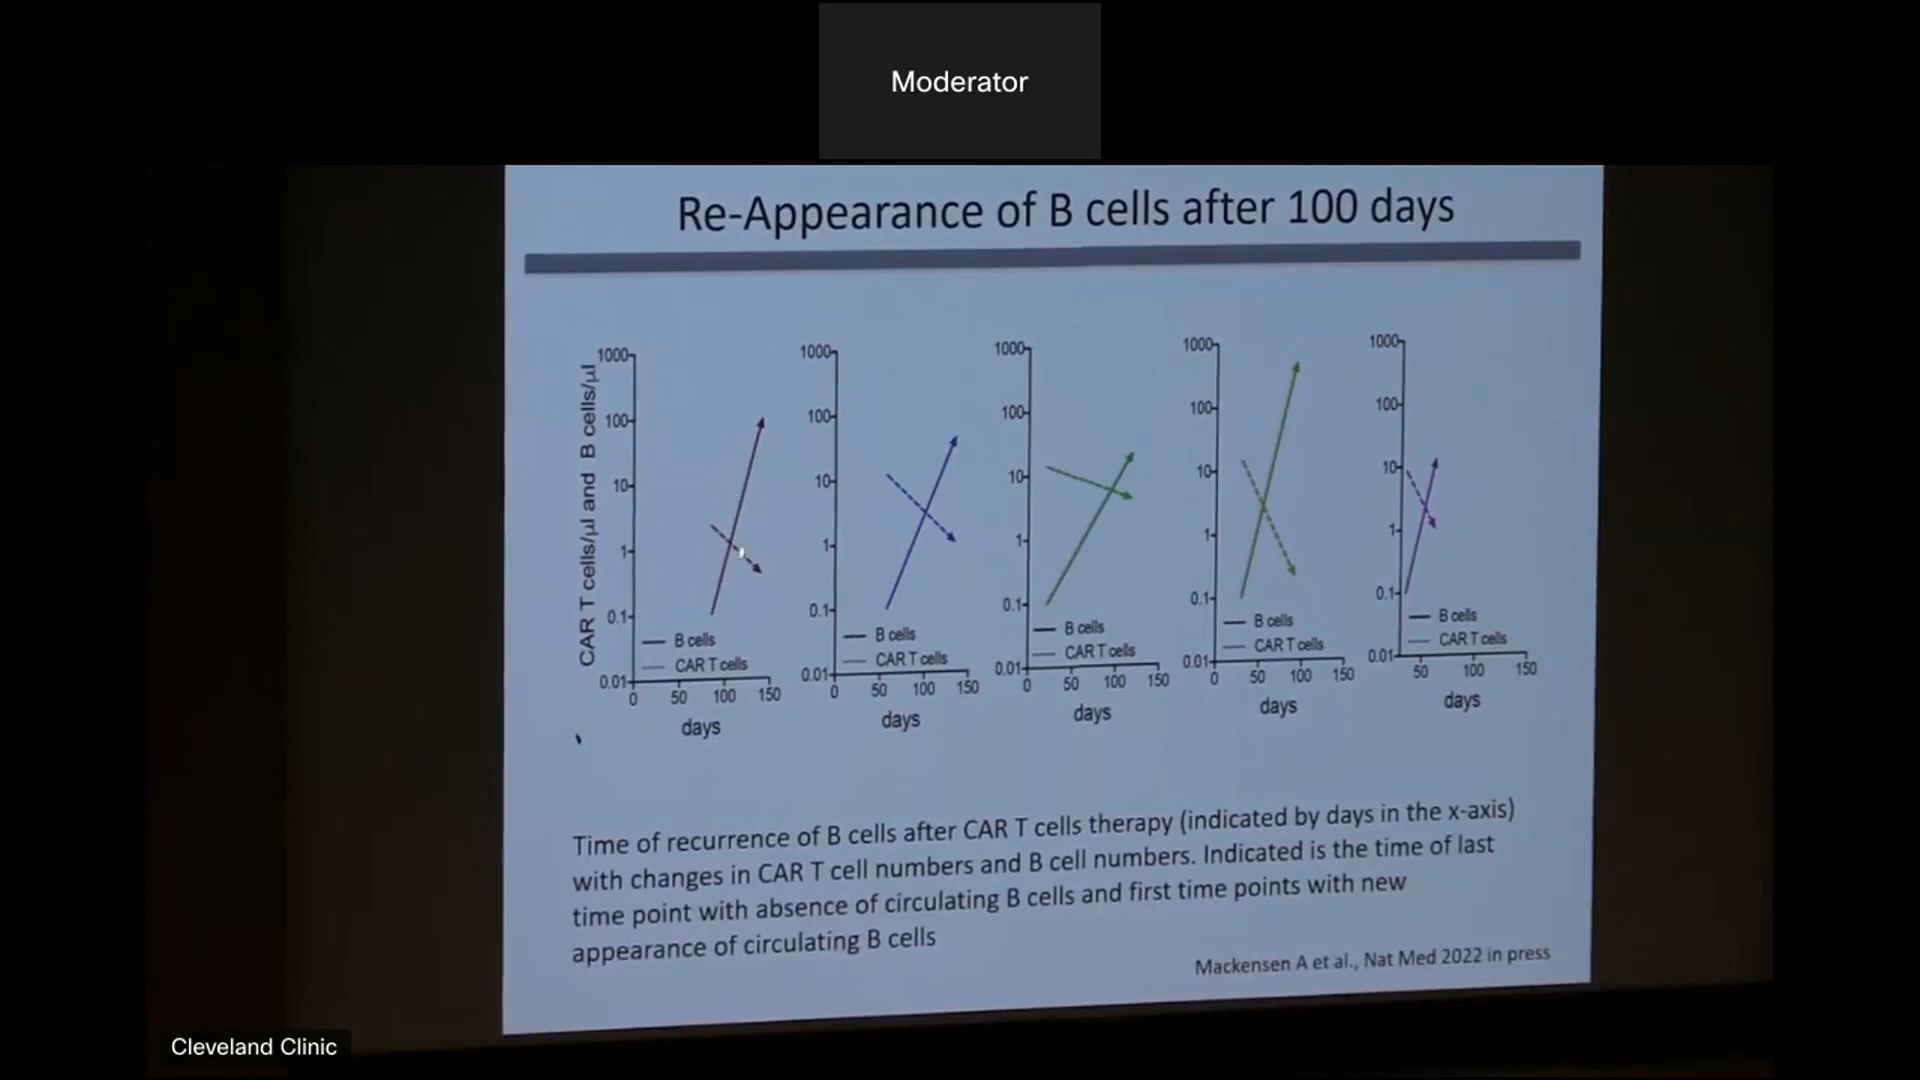 Moderator
Re-Appearance of B cells after 100 days
CAR T cells/µl and B cells/µl
1000
100
10
1
0.1
0.01
B cells
CAR T cells
0 50 100 150
days
1000
100
10
1
0.1
0.01
B cells
CAR T cells
0 50 100 150
days
1000
100
10
1
0.1
0.01
B cells
CAR T cells
0 50 100 150
days
1000
100
10
1
0.1
0.01
B cells
CAR T cells
0 50 100 150
days
1000
100
10
1
0.1
0.01
B cells
CAR T cells
50 100 150
days
Time of recurrence of B cells after CAR T cells therapy (indicated by days in the x-axis)
with changes in CAR T cell numbers and B cell numbers. Indicated is the time of last
time point with absence of circulating B cells and first time points with new
appearance of circulating B cells
Mackensen A et al., Nat Med 2022 in press
Cleveland Clinic